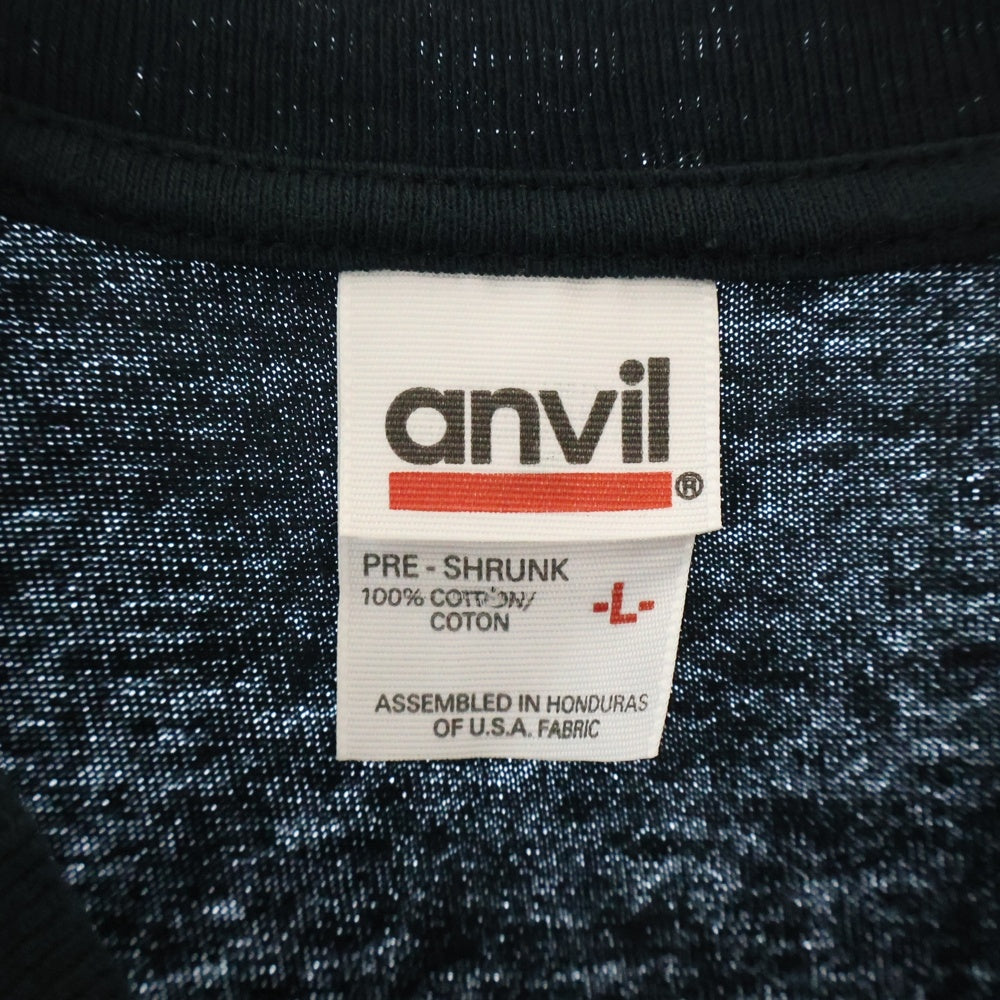 anvil®
PRE - SHRUNK
100% COTTON/
COTON
-L-
ASSEMBLED IN HONDURAS
OF U.S.A. FABRIC